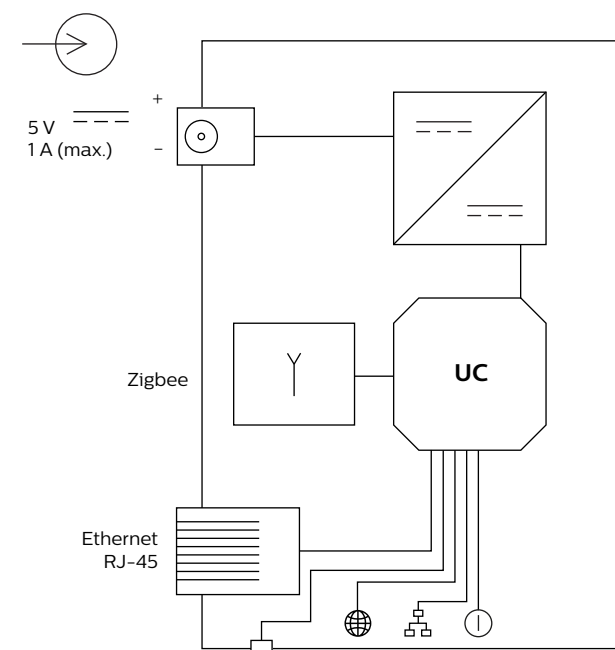 +
5 V
1 A (max.)
–
UC
Zigbee
Ethernet
RJ-45